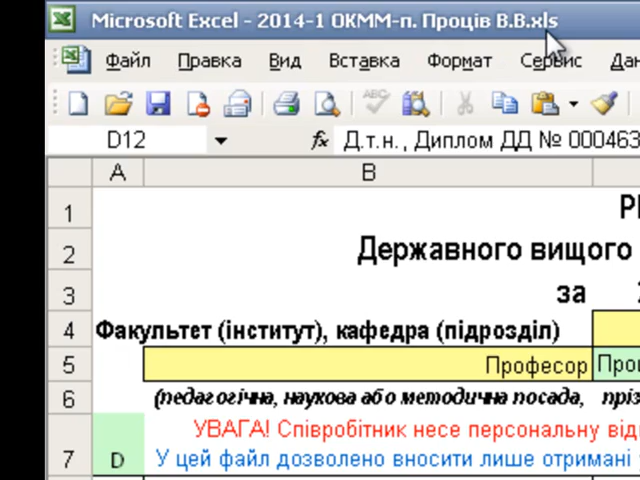 Microsoft Excel - 2014-1 ОКММ-п. Проців В.В.xls
Файл Правка Вид Вставка Формат Сервис
D12 fx Д.т.н., Диплом ДД № 000463
A B
1
2 Державного вищого
3 за
4 Факультет (інститут), кафедра (підрозділ)
5 Професор
6 (педагогічна, наукова або методична посада,
УВАГА! Співробітник несе персональну
7 D У цей файл дозволено вносити лише отримані